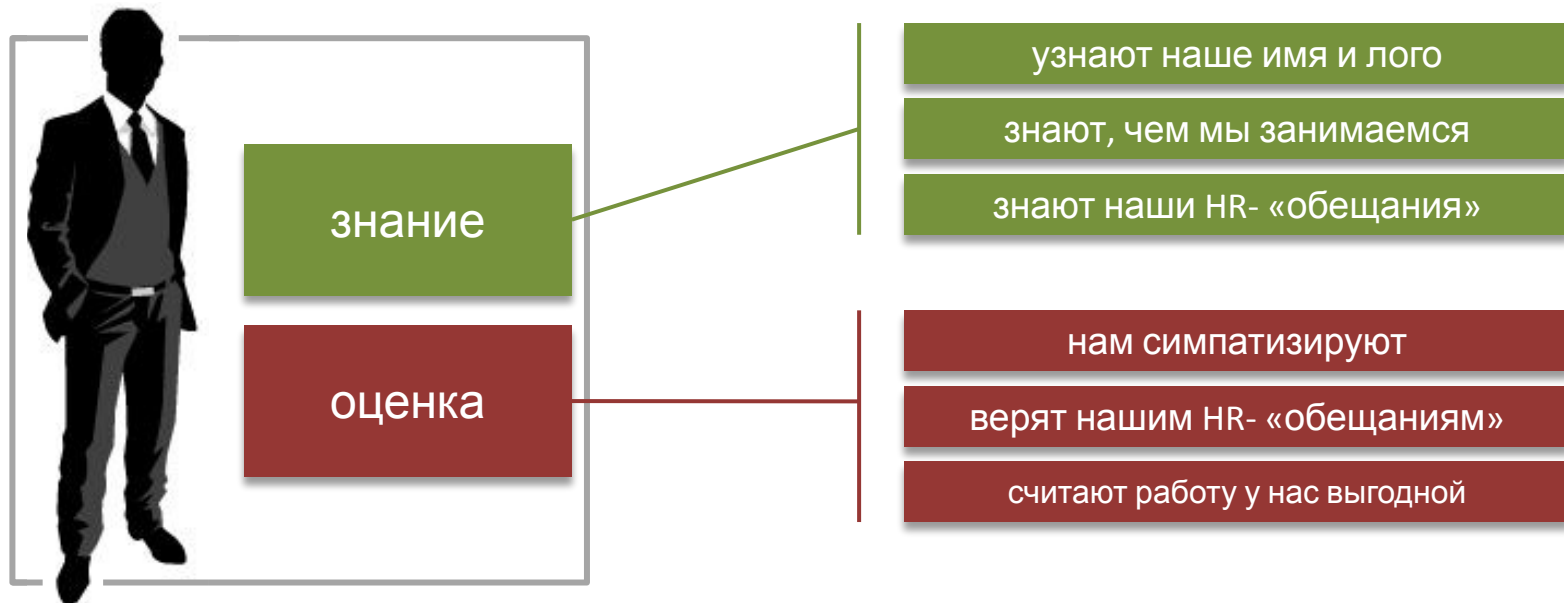 знание
узнают наше имя и лого
знают, чем мы занимаемся
знают наши HR- «обещания»
оценка
нам симпатизируют
верят нашим HR- «обещаниям»
считают работу у нас выгодной